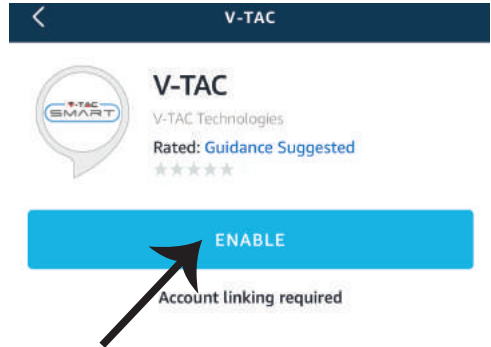 V-TAC
V-TAC
SMART
V-TAC
V-TAC Technologies
Rated: Guidance Suggested
ENABLE
Account linking required